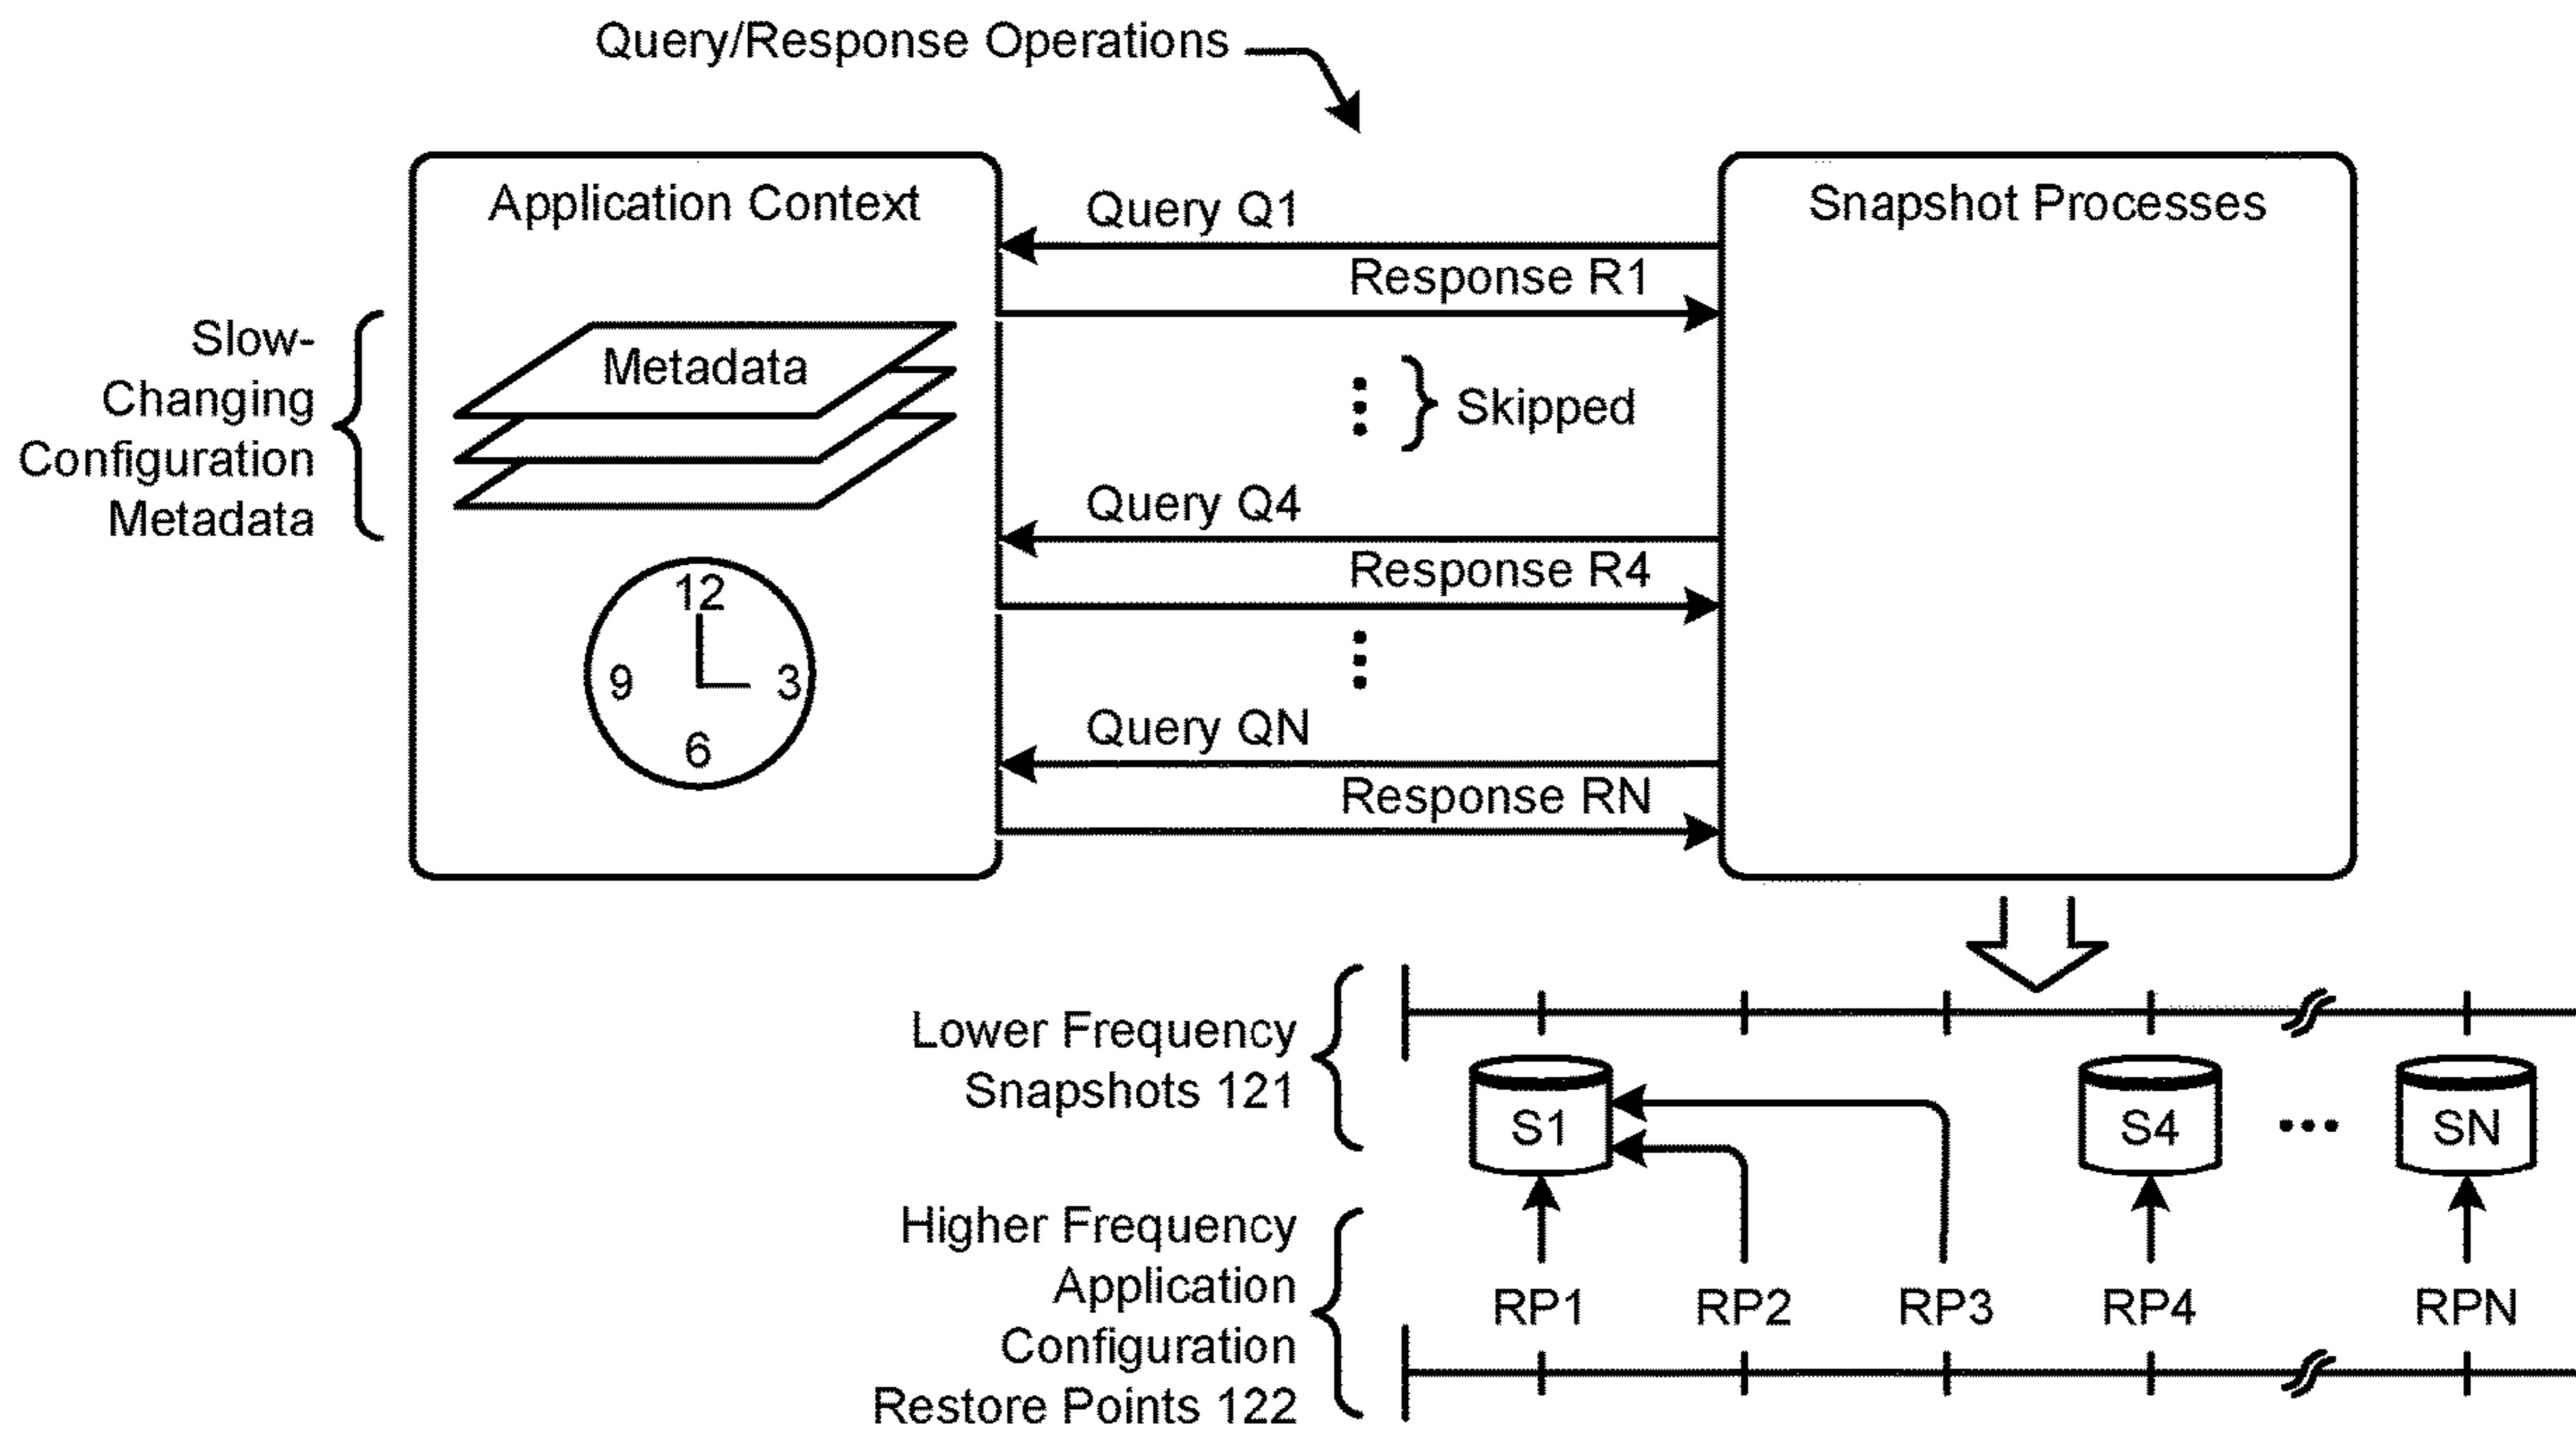 Query/Response Operations
Application Context
Snapshot Processes
Query Q1
Response R1
Slow-
Changing
Configuration
Metadata
Metadata
Skipped
Query Q4
Response R4
12
9
3
6
Query QN
Response RN
Lower Frequency
Snapshots 121
S1
S4
SN
Higher Frequency
Application
Configuration
Restore Points 122
RP1
RP2
RP3
RP4
RPN